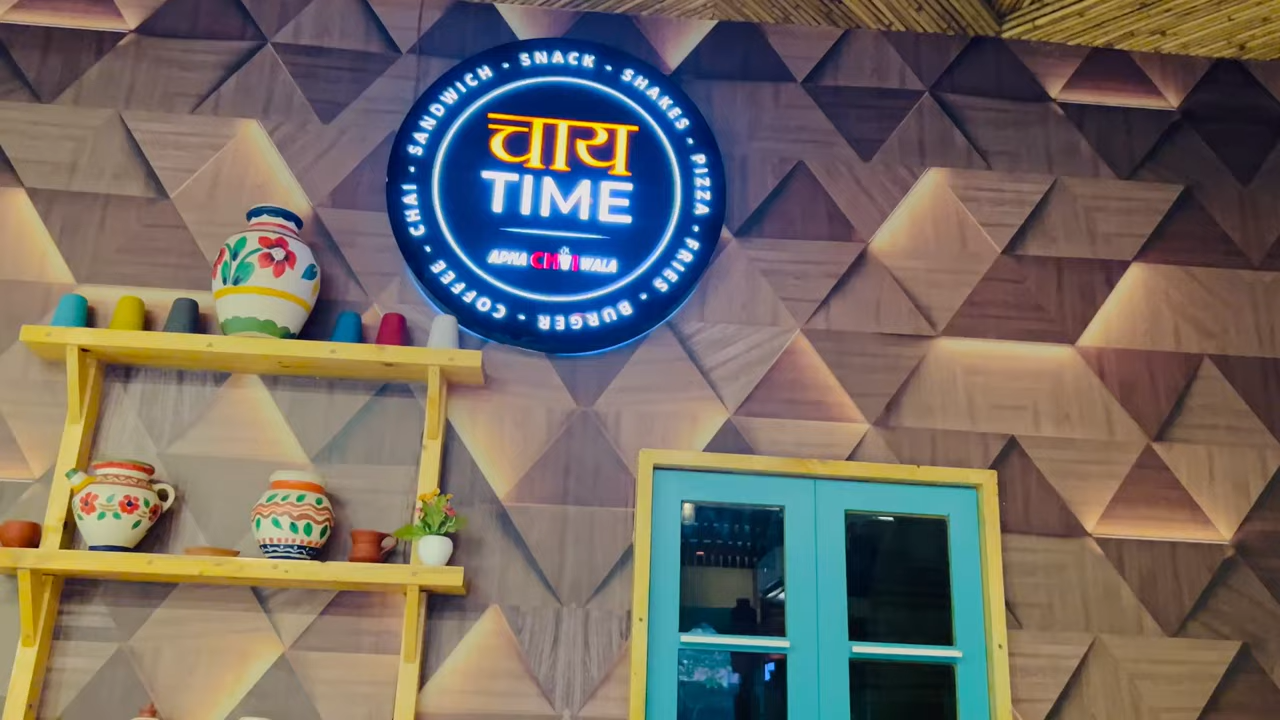 CHAI - SANDWICH - SNACK - SHAKES - PIZZA - FRIES - BURGER - COFFEE -
चाय
TIME
APNA CHAI WALA